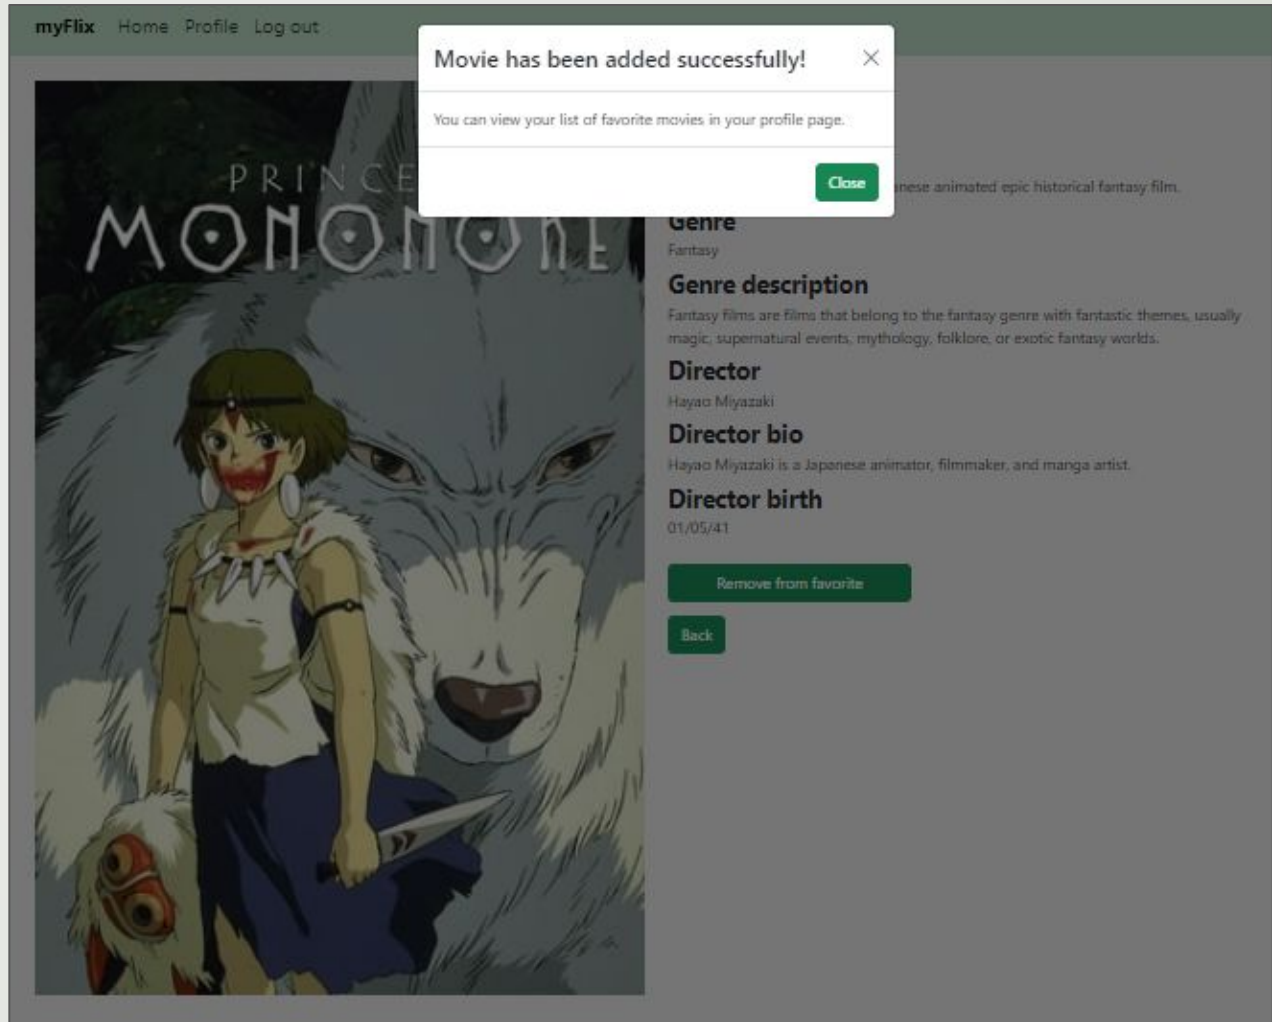 myFlix Home Profile Log out
Movie has been added successfully!
You can view your list of favorite movies in your profile page.
Close
PRINCE
MONONOKE
animated epic historical fantasy film.
Genre
Fantasy
Genre description
Fantasy films are films that belong to the fantasy genre with fantastic themes, usually
magic, supernatural events, mythology, folklore, or exotic fantasy worlds.
Director
Hayao Miyazaki
Director bio
Hayao Miyazaki is a Japanese animator, filmmaker, and manga artist.
Director birth
01/05/41
Remove from favorite
Back